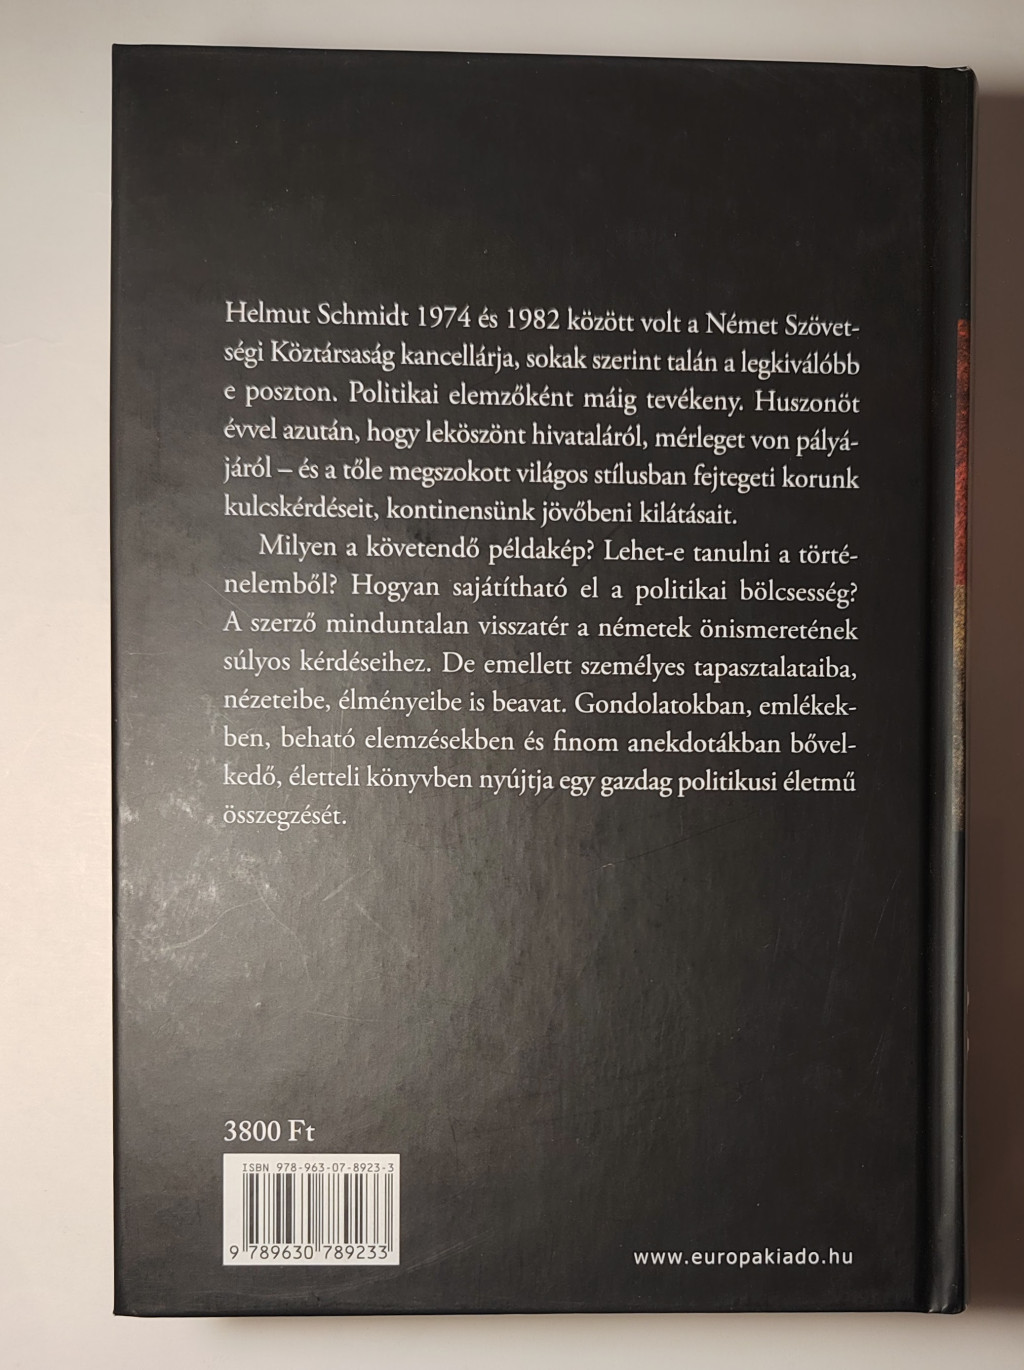 Helmut Schmidt 1974 és 1982 között volt a Német Szövet-
ségi Köztársaság kancellárja, sokak szerint talán a legkiválóbb
e poszton. Politikai elemzőként máig tevékeny. Huszonöt
évvel azután, hogy leköszönt hivataláról, mérleget von pályá-
járól – és a tőle megszokott világos stílusban fejtegeti korunk
kulcskérdéseit, kontinensünk jövőbeni kilátásait.
Milyen a követendő példakép? Lehet-e tanulni a törté-
nelemből? Hogyan sajátítható el a politikai bölcsesség?
A szerző minduntalan visszatér a németek önismeretének
súlyos kérdéseihez. De emellett személyes tapasztalataiba,
nézeteibe, élményeibe is beavat. Gondolatokban, emlékek-
ben, beható elemzésekben és finom anekdotákban bővel-
kedő, életteli könyvben nyújtja egy gazdag politikusi életmű
összegzését.
3800 Ft
ISBN 978-963-07-8923-3
9 789630 789233
www.europakiado.hu